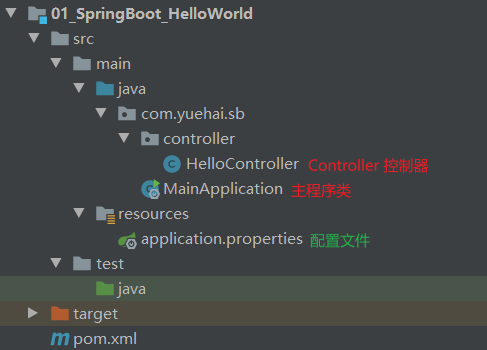 01_SpringBoot_HelloWorld
src
main
java
com.yuehai.sb
controller
HelloController Controller 控制器
MainApplication 主程序类
resources
application.properties 配置文件
test
java
target
pom.xml